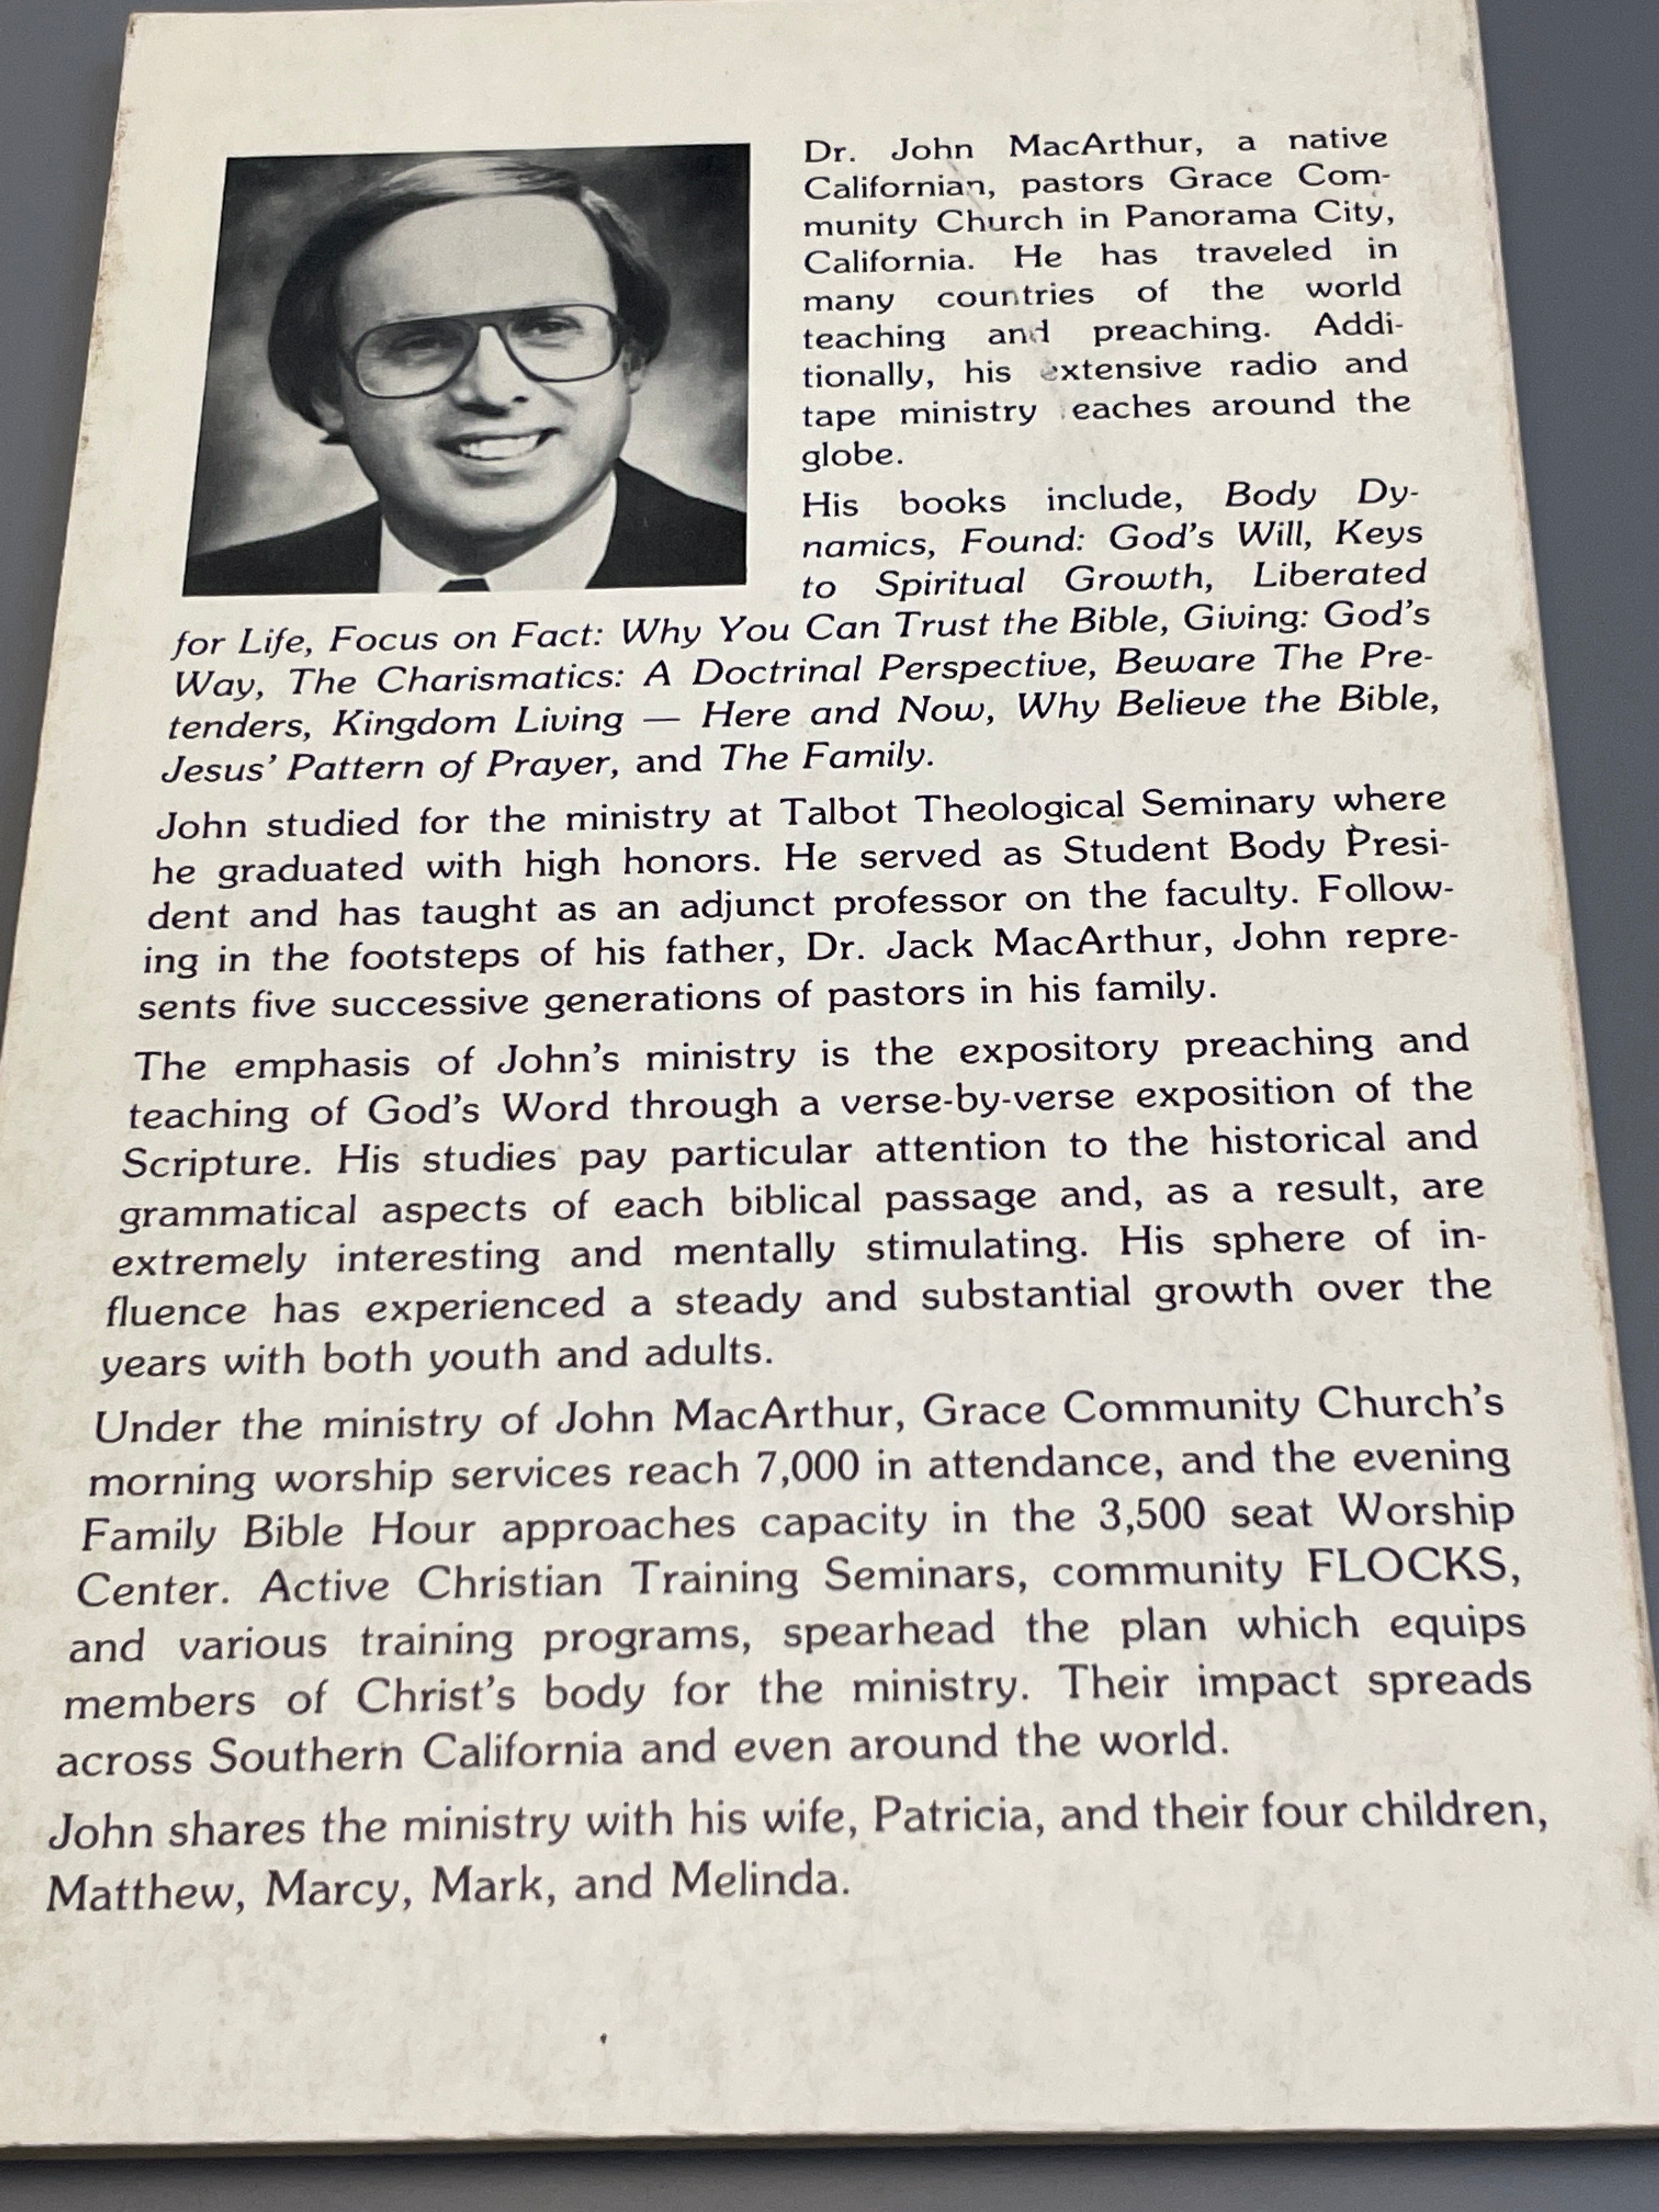 Dr. John MacArthur, a native
Californian, pastors Grace Com-
munity Church in Panorama City,
California. He has traveled in
many countries of the world
teaching and preaching. Addi-
tionally, his extensive radio and
tape ministry eaches around the
globe.
His books include, Body Dy-
namics, Found: God's Will, Keys
to Spiritual Growth, Liberated
for Life, Focus on Fact: Why You Can Trust the Bible, Giving: God's
Way, The Charismatics: A Doctrinal Perspective, Beware The Pre-
tenders, Kingdom Living — Here and Now, Why Believe the Bible,
Jesus' Pattern of Prayer, and The Family.
John studied for the ministry at Talbot Theological Seminary where
he graduated with high honors. He served as Student Body Presi-
dent and has taught as an adjunct professor on the faculty. Follow-
ing in the footsteps of his father, Dr. Jack MacArthur, John repre-
sents five successive generations of pastors in his family.
The emphasis of John's ministry is the expository preaching and
teaching of God's Word through a verse-by-verse exposition of the
Scripture. His studies pay particular attention to the historical and
grammatical aspects of each biblical passage and, as a result, are
extremely interesting and mentally stimulating. His sphere of in-
fluence has experienced a steady and substantial growth over the
years with both youth and adults.
Under the ministry of John MacArthur, Grace Community Church's
morning worship services reach 7,000 in attendance, and the evening
Family Bible Hour approaches capacity in the 3,500 seat Worship
Center. Active Christian Training Seminars, community FLOCKS,
and various training programs, spearhead the plan which equips
members of Christ's body for the ministry. Their impact spreads
across Southern California and even around the world.
John shares the ministry with his wife, Patricia, and their four children,
Matthew, Marcy, Mark, and Melinda.